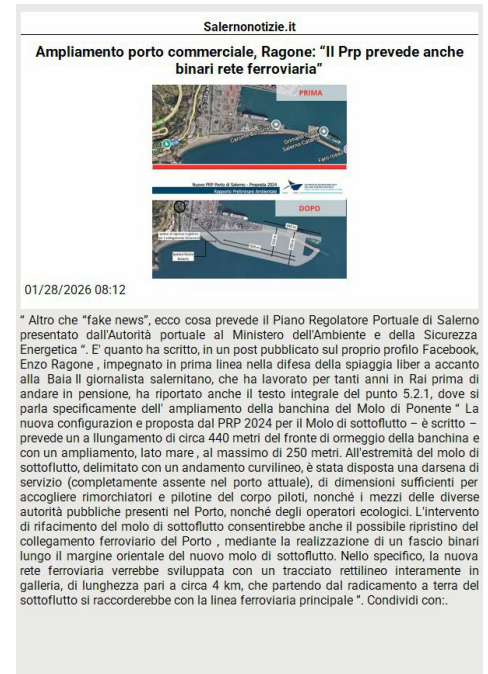 Salernonotizie.it
Ampliamento porto commerciale, Ragone: “Il Prp prevede anche
binari rete ferroviaria”
PRIMA
Nuovo PRP Porto di Salerno - Proposta 2024
Rapporto Preliminare Ambientale
DOPO
01/28/2026 08:12
“ Altro che “fake news”, ecco cosa prevede il Piano Regolatore Portuale di Salerno
presentato dall'Autorità portuale al Ministero dell'Ambiente e della Sicurezza
Energetica “. E' quanto ha scritto, in un post pubblicato sul proprio profilo Facebook,
Enzo Ragone , impegnato in prima linea nella difesa della spiaggia liber a accanto
alla Baia Il giornalista salernitano, che ha lavorato per tanti anni in Rai prima di
andare in pensione, ha riportato anche il testo integrale del punto 5.2.1, dove si
parla specificamente dell' ampliamento della banchina del Molo di Ponente “ La
nuova configurazion e proposta dal PRP 2024 per il Molo di sottoflutto – è scritto –
prevede un a llungamento di circa 440 metri del fronte di ormeggio della banchina e
con un ampliamento, lato mare , al massimo di 250 metri. All'estremità del molo di
sottoflutto, delimitato con un andamento curvilineo, è stata disposta una darsena di
servizio (completamente assente nel porto attuale), di dimensioni sufficienti per
accogliere rimorchiatori e pilotine del corpo piloti, nonché i mezzi delle diverse
autorità pubbliche presenti nel Porto, nonché degli operatori ecologici. L'intervento
di rifacimento del molo di sottoflutto consentirebbe anche il possibile ripristino del
collegamento ferroviario del Porto , mediante la realizzazione di un fascio binari
lungo il margine orientale del nuovo molo di sottoflutto. Nello specifico, la nuova
rete ferroviaria verrebbe sviluppata con un tracciato rettilineo interamente in
galleria, di lunghezza pari a circa 4 km, che partendo dal radicamento a terra del
sottoflutto si raccorderebbe con la linea ferroviaria principale “. Condividi con:.